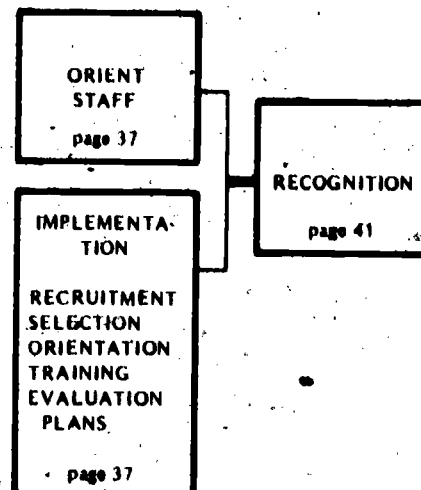 ORIENT
STAFF
page 37
RECOGNITION
page 41
IMPLEMENTA-
TION
RECRUITMENT
SELECTION
ORIENTATION
TRAINING
EVALUATION
PLANS
page 37